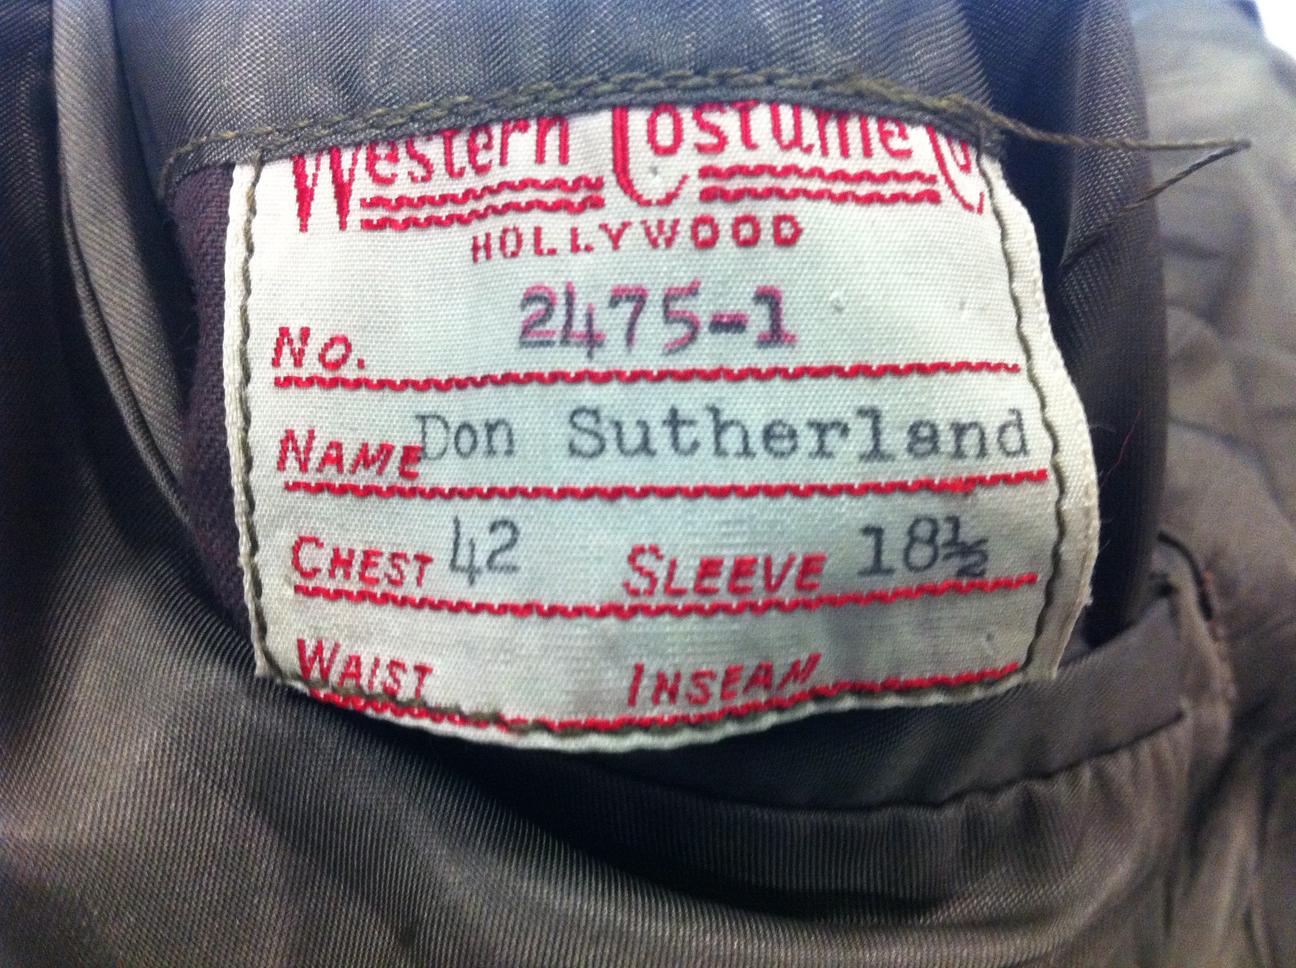 Western Costume Co
HOLLYWOOD
No. 2475-1
NAME Don Sutherland
CHEST 42 SLEEVE 18½
WAIST INSEAM